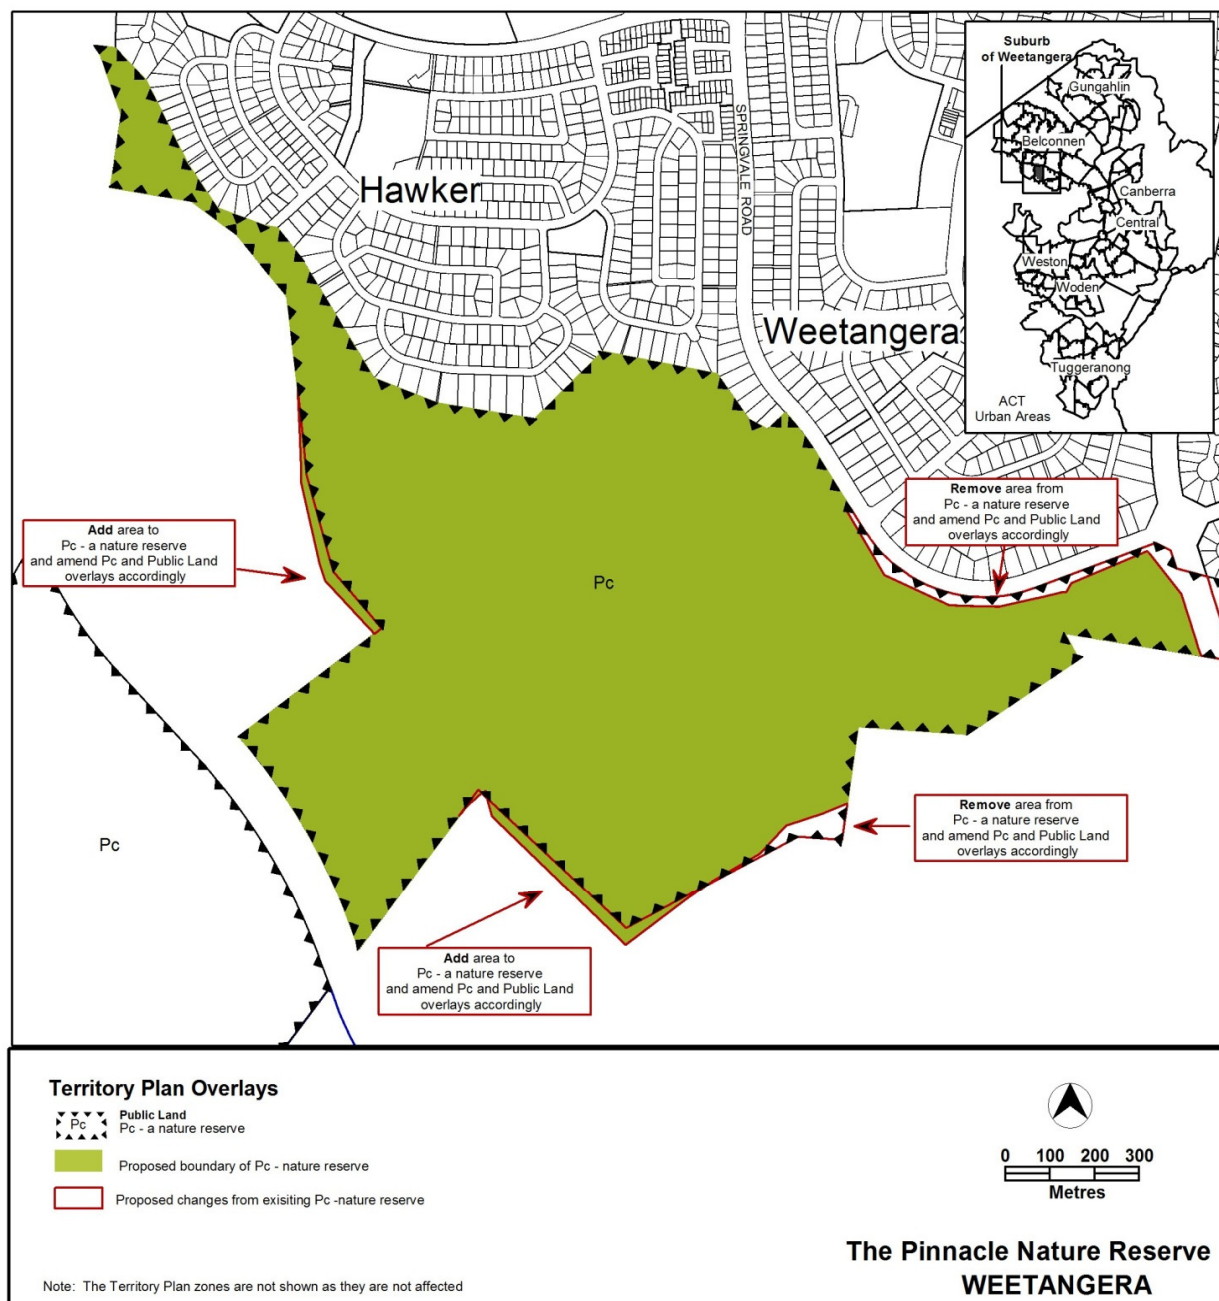 Suburb
of Weetangera
Gungahlin
Belconnen
Canberra
Central
Weston
Woden
Tuggeranong
ACT
Urban Areas
SPRINGVALE ROAD
Hawker
Weetangera
Remove area from
Pc - a nature reserve
and amend Pc and Public Land
overlays accordingly
Add area to
Pc - a nature reserve
and amend Pc and Public Land
overlays accordingly
Pc
Pc
Remove area from
Pc - a nature reserve
and amend Pc and Public Land
overlays accordingly
Add area to
Pc - a nature reserve
and amend Pc and Public Land
overlays accordingly
Territory Plan Overlays
Pc
Public Land
Pc - a nature reserve
Proposed boundary of Pc - nature reserve
Proposed changes from exisiting Pc -nature reserve
0 100 200 300
Metres
The Pinnacle Nature Reserve
WEETANGERA
Note: The Territory Plan zones are not shown as they are not affected